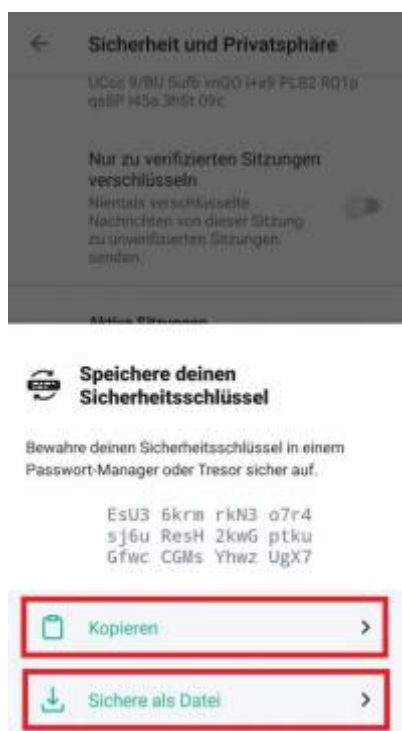 Sicherheit und Privatsphäre
Nur zu verifizierten Sitzungen
verschlüsseln
Niemals verschlüsselte
Nachrichten von dieser Sitzung
zu unverifizierten Sitzungen
senden.
Aktive Sitzungen
Speichere deinen
Sicherheitsschlüssel
Bewahre deinen Sicherheitsschlüssel in einem
Passwort-Manager oder Tresor sicher auf.
EsU3 6krm rkN3 o7r4
sj6u ResH 2kwG ptku
Gfwc CGMs Yhwz UgX7
Kopieren
Sichere als Datei